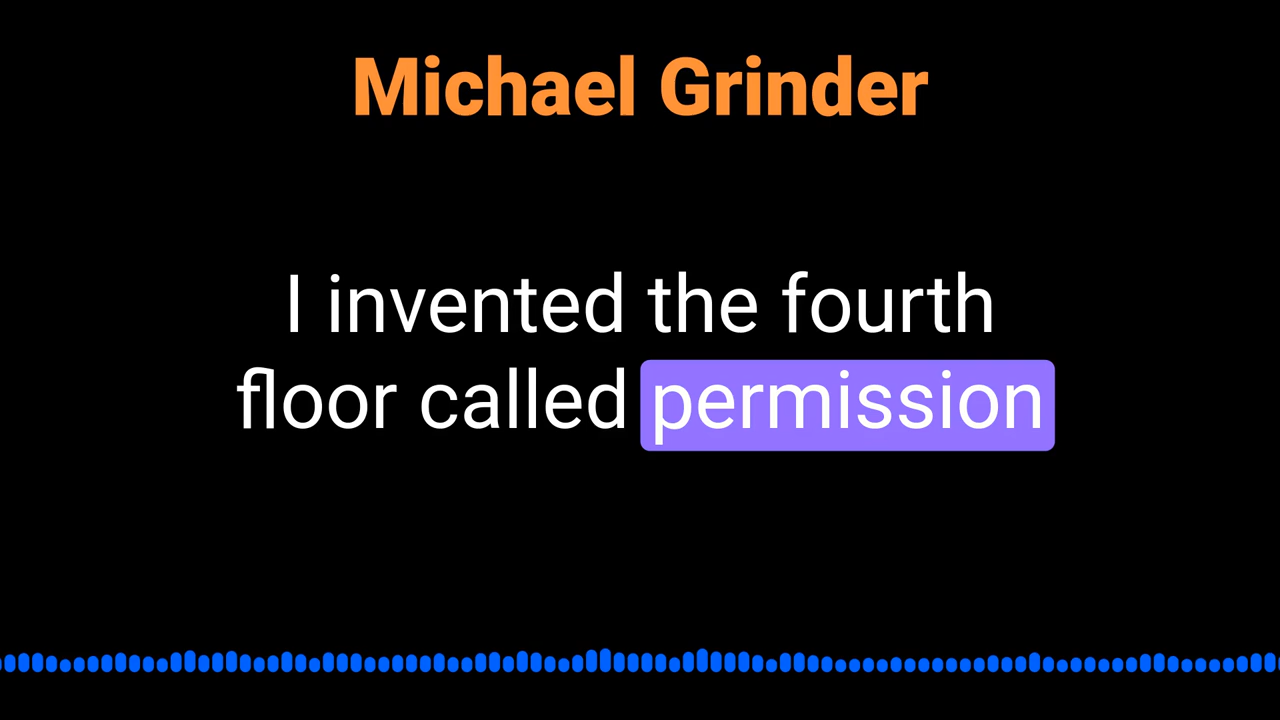 Michael Grinder
I invented the fourth
floor called permission